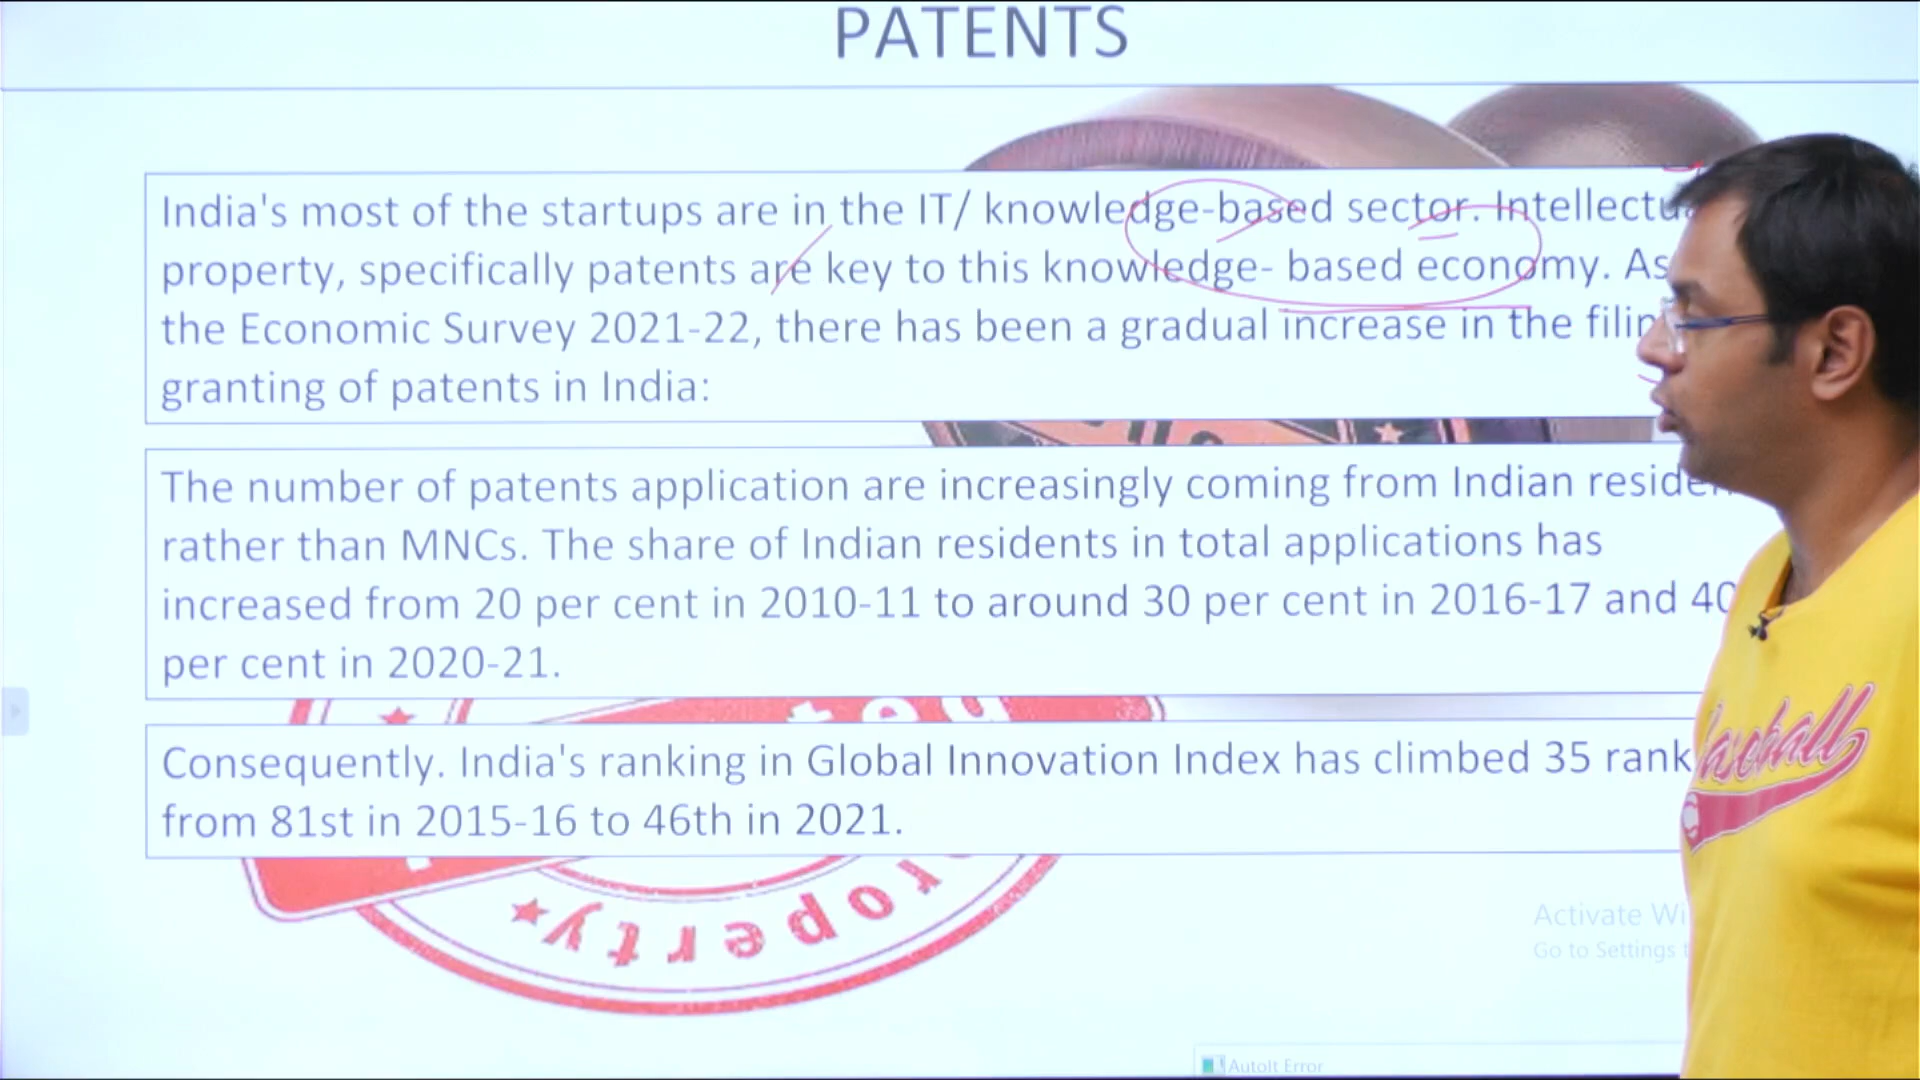 PATENTS
India's most of the startups are in the IT/ knowledge-based sector.
property, specifically patents are key to this knowledge- based economy. As
the Economic Survey 2021-22, there has been a gradual increase in the
granting of patents in India:
The number of patents application are increasingly coming from Indian
rather than MNCs. The share of Indian residents in total applications has
increased from 20 per cent in 2010-11 to around 30 per cent in 2016-17 and 40
per cent in 2020-21.
Consequently. India's ranking in Global Innovation Index has climbed 35 rank
from 81st in 2015-16 to 46th in 2021.
Baseball
Activate
Go to Settings
AutoIt Error